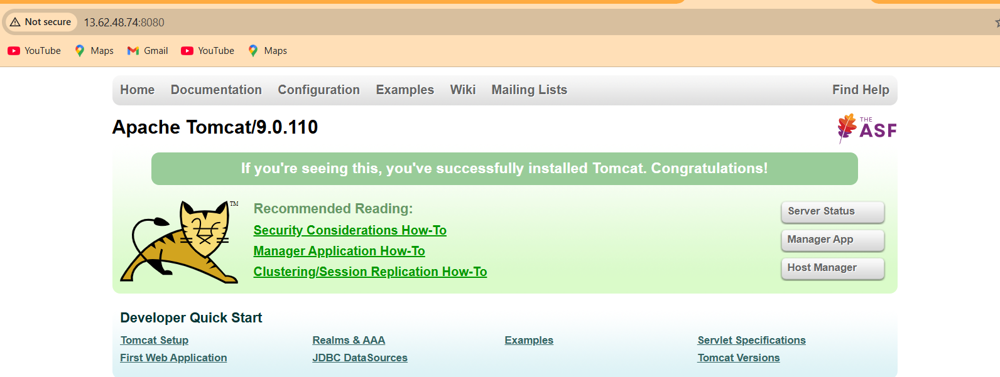 Not secure 13.62.48.74:8080
YouTube Maps Gmail YouTube Maps
Home Documentation Configuration Examples Wiki Mailing Lists Find Help
Apache Tomcat/9.0.110
THE
ASF
If you're seeing this, you've successfully installed Tomcat. Congratulations!
TM
Recommended Reading:
Security Considerations How-To
Manager Application How-To
Clustering/Session Replication How-To
Server Status
Manager App
Host Manager
Developer Quick Start
Tomcat Setup Realms & AAA Examples Servlet Specifications
First Web Application JDBC DataSources Tomcat Versions